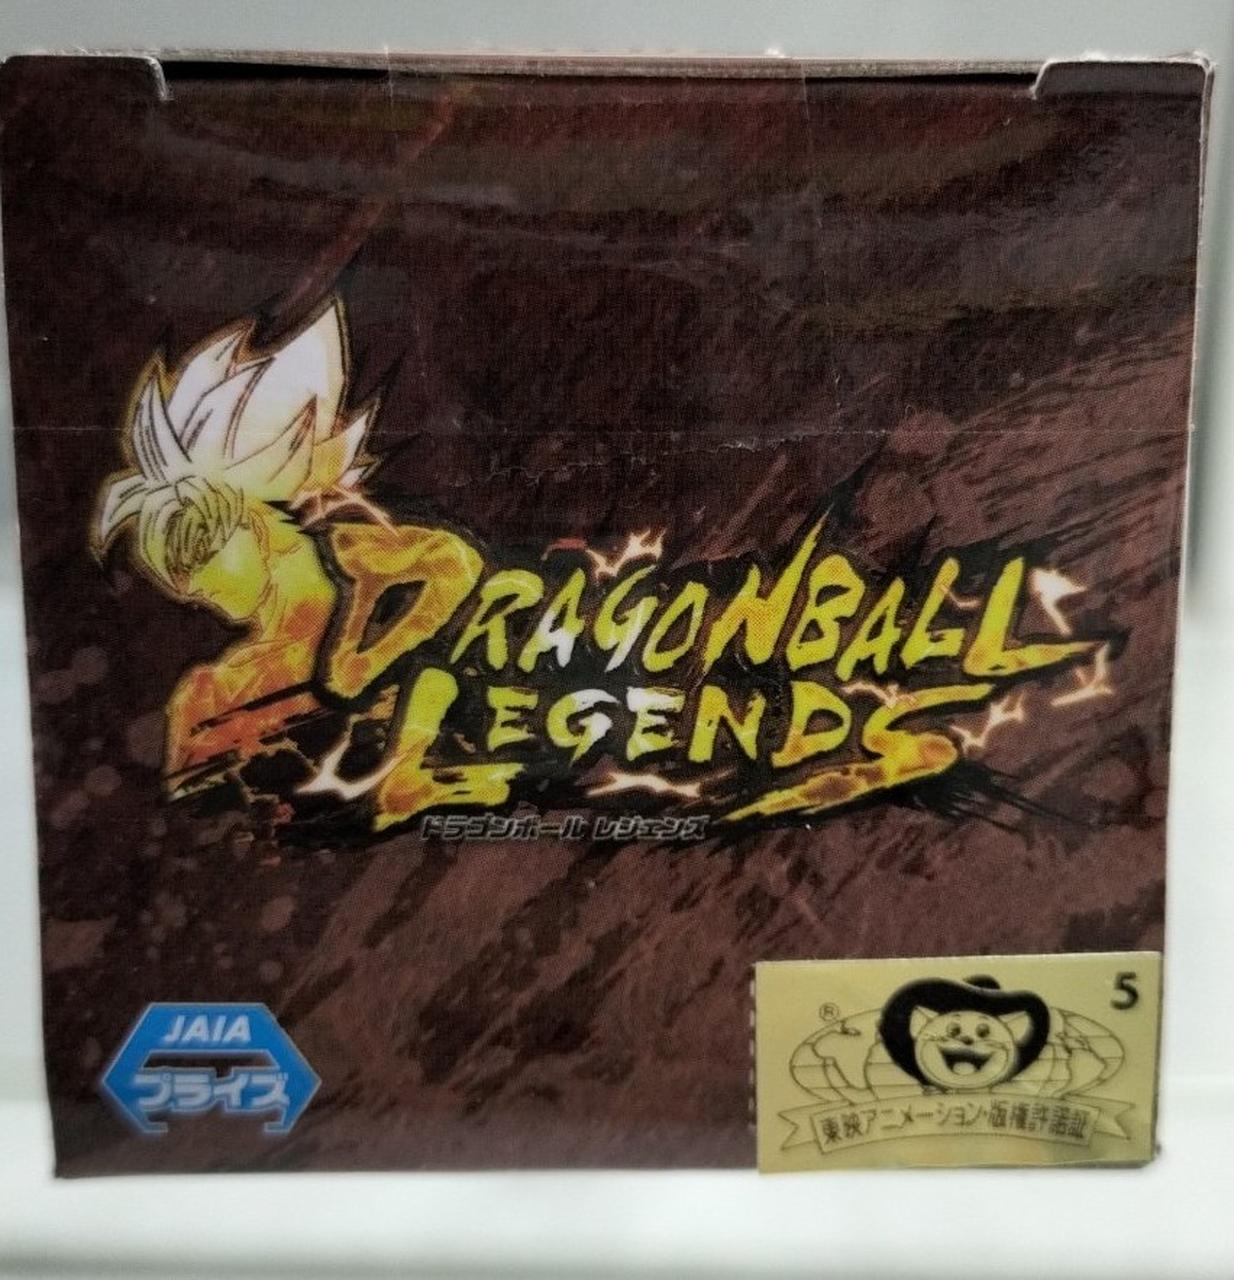 DRAGONBALL
LEGENDS
ドラゴンボール レジェンズ
JAIA
プライズ
5
®
東映アニメーション・版権許諾証